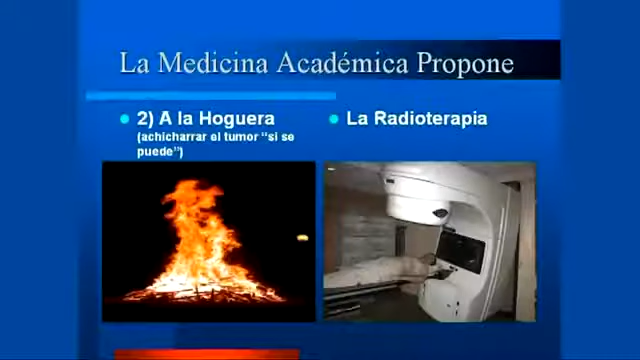 La Medicina Académica Propone
2) A la Hoguera
(achicharrar el tumor "si se
puede")
La Radioterapia